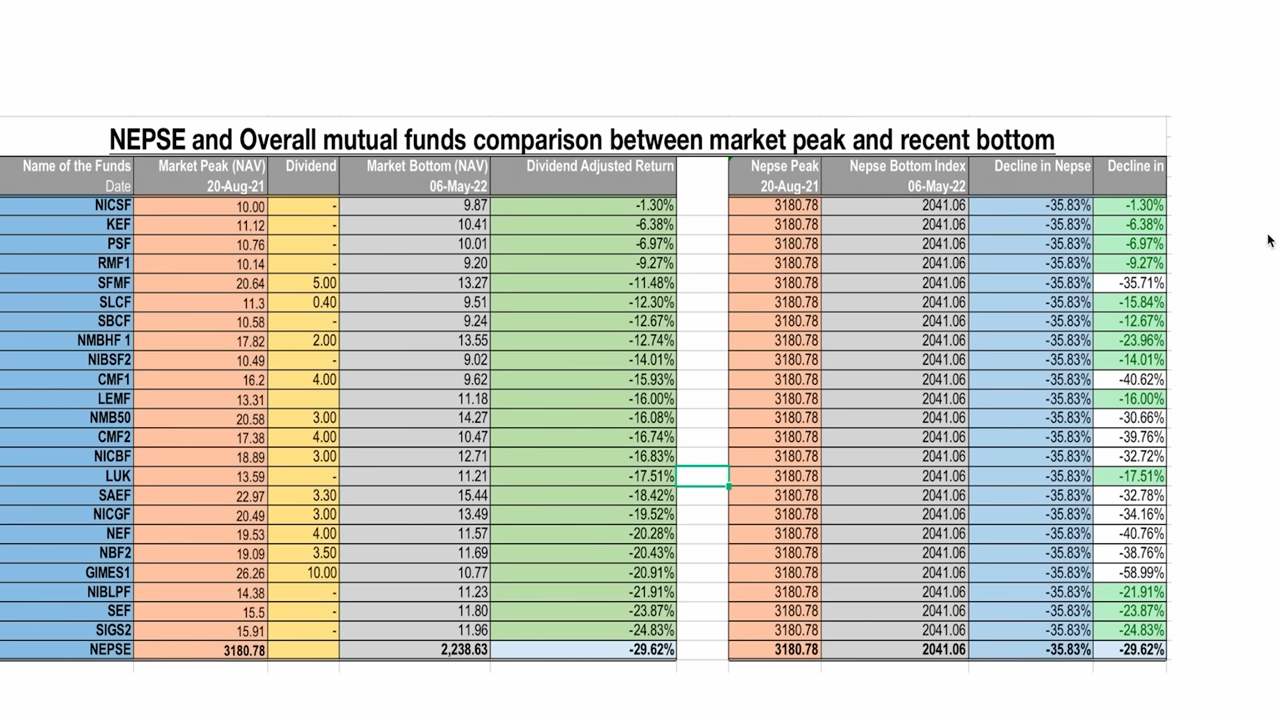 NEPSE and Overall mutual funds comparison between market peak and recent bottom
Name of the Funds Market Peak (NAV) Dividend Market Bottom (NAV) Dividend Adjusted Return Nepse Peak Nepse Bottom Index Decline in Nepse Decline in
Date 20-Aug-21 06-May-22 20-Aug-21 06-May-22
NICSF 10.00 - 9.87 -1.30% 3180.78 2041.06 -35.83% -1.30%
KEF 11.12 - 10.41 -6.38% 3180.78 2041.06 -35.83% -6.38%
PSF 10.76 - 10.01 -6.97% 3180.78 2041.06 -35.83% -6.97%
RMF1 10.14 - 9.20 -9.27% 3180.78 2041.06 -35.83% -9.27%
SFMF 20.64 5.00 13.27 -11.48% 3180.78 2041.06 -35.83% -35.71%
SLCF 11.3 0.40 9.51 -12.30% 3180.78 2041.06 -35.83% -15.84%
SBCF 10.58 - 9.24 -12.67% 3180.78 2041.06 -35.83% -12.67%
NMBHF 1 17.82 2.00 13.55 -12.74% 3180.78 2041.06 -35.83% -23.96%
NIBSF2 10.49 - 9.02 -14.01% 3180.78 2041.06 -35.83% -14.01%
CMF1 16.2 4.00 9.62 -15.93% 3180.78 2041.06 -35.83% -40.62%
LEMF 13.31 11.18 -16.00% 3180.78 2041.06 -35.83% -16.00%
NMB50 20.58 3.00 14.27 -16.08% 3180.78 2041.06 -35.83% -30.66%
CMF2 17.38 4.00 10.47 -16.74% 3180.78 2041.06 -35.83% -39.76%
NICBF 18.89 3.00 12.71 -16.83% 3180.78 2041.06 -35.83% -32.72%
LUK 13.59 - 11.21 -17.51% 3180.78 2041.06 -35.83% -17.51%
SAEF 22.97 3.30 15.44 -18.42% 3180.78 2041.06 -35.83% -32.78%
NICGF 20.49 3.00 13.49 -19.52% 3180.78 2041.06 -35.83% -34.16%
NEF 19.53 4.00 11.57 -20.28% 3180.78 2041.06 -35.83% -40.76%
NBF2 19.09 3.50 11.69 -20.43% 3180.78 2041.06 -35.83% -38.76%
GIMES1 26.26 10.00 10.77 -20.91% 3180.78 2041.06 -35.83% -58.99%
NIBLPF 14.38 - 11.23 -21.91% 3180.78 2041.06 -35.83% -21.91%
SEF 15.5 - 11.80 -23.87% 3180.78 2041.06 -35.83% -23.87%
SIGS2 15.91 - 11.96 -24.83% 3180.78 2041.06 -35.83% -24.83%
NEPSE 3180.78 2,238.63 -29.62% 3180.78 2041.06 -35.83% -29.62%